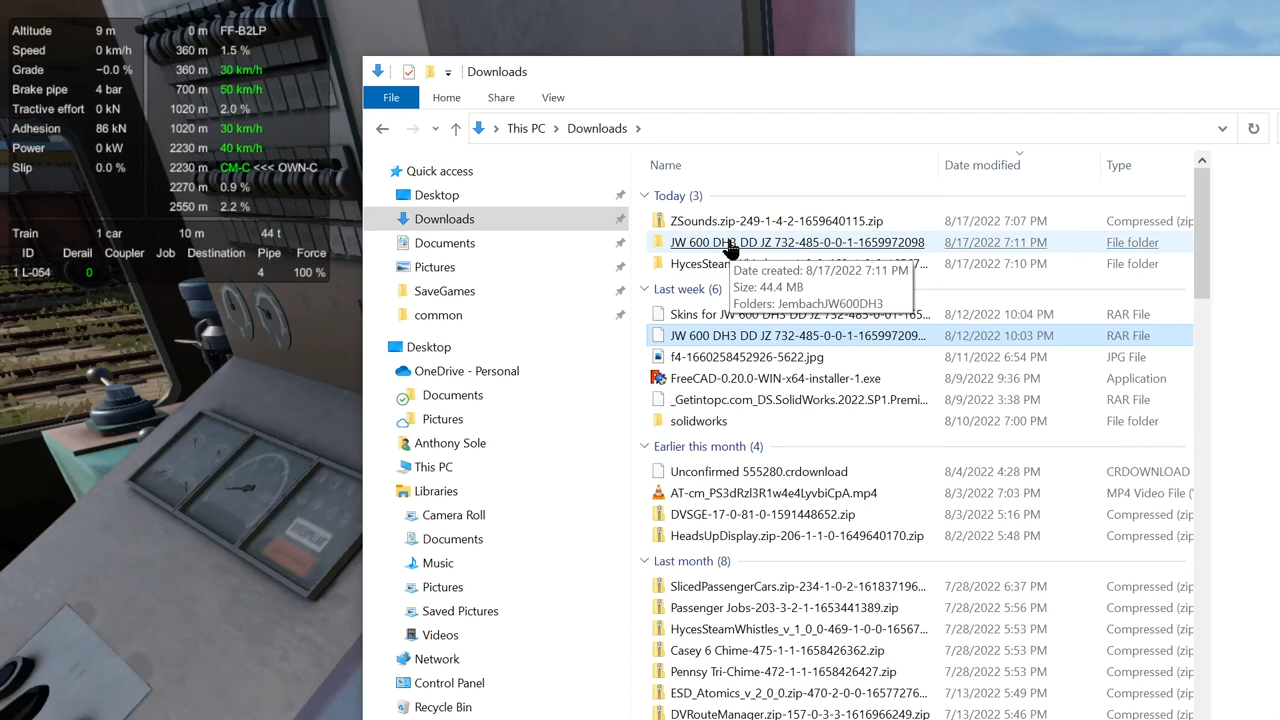 Altitude 9 m 0 m FF-B2LP
Speed 0 km/h 360 m 1.5 %
Grade −0.0 % 360 m 30 km/h
Brake pipe 4 bar 700 m 50 km/h
Tractive effort 0 kN 1020 m 2.0 %
Adhesion 86 kN 1020 m 30 km/h
Power 0 kW 2230 m 40 km/h
Slip 0.0 % 2230 m CM-C <<< OWN-C
2270 m 0.9 %
2550 m 2.2 %
Train 1 car 10 m 44 t
ID Derail Coupler Job Destination Pipe Force
1 L-054 0 4 100 %
Downloads
File Home Share View
This PC > Downloads >
Quick access
Desktop
Downloads
Documents
Pictures
SaveGames
common
Desktop
OneDrive - Personal
Documents
Pictures
Anthony Sole
This PC
Libraries
Camera Roll
Documents
Music
Pictures
Saved Pictures
Videos
Network
Control Panel
Recycle Bin
Name Date modified Type
Today (3)
ZSounds.zip-249-1-4-2-1659640115.zip 8/17/2022 7:07 PM Compressed (zip
JW 600 DH3 DD JZ 732-485-0-0-1-1659972098 8/17/2022 7:11 PM File folder
8/17/2022 7:10 PM File folder
Date created: 8/17/2022 7:11 PM
Size: 44.4 MB
Folders: JembachJW600DH3
Last week (6)
Skins for JW 600 DH3 DD JZ 732-485-0-0-1-165... 8/12/2022 10:04 PM RAR File
JW 600 DH3 DD JZ 732-485-0-0-1-165997209... 8/12/2022 10:03 PM RAR File
f4-1660258452926-5622.jpg 8/11/2022 6:54 PM JPG File
FreeCAD-0.20.0-WIN-x64-installer-1.exe 8/9/2022 9:36 PM Application
_Getintopc.com_DS.SolidWorks.2022.SP1.Premi... 8/9/2022 3:38 PM RAR File
solidworks 8/10/2022 7:00 PM File folder
Earlier this month (4)
Unconfirmed 555280.crdownload 8/4/2022 4:28 PM CRDOWNLOAD
AT-cm_PS3dRzl3R1w4e4LyvbiCpA.mp4 8/3/2022 7:03 PM MP4 Video File (
DVSGE-17-0-81-0-1591448652.zip 8/3/2022 5:16 PM Compressed (zip
HeadsUpDisplay.zip-206-1-1-0-1649640170.zip 8/2/2022 5:48 PM Compressed (zip
Last month (8)
SlicedPassengerCars.zip-234-1-0-2-161837196... 7/28/2022 6:37 PM Compressed (zip
Passenger Jobs-203-3-2-1-1653441389.zip 7/28/2022 5:56 PM Compressed (zip
HycesSteamWhistles_v_1_0_0-469-1-0-0-16567... 7/28/2022 5:53 PM Compressed (zip
Casey 6 Chime-475-1-1-1658426362.zip 7/28/2022 5:53 PM Compressed (zip
Pennsy Tri-Chime-472-1-1-1658426427.zip 7/28/2022 5:53 PM Compressed (zip
ESD_Atomics_v_2_0_0.zip-470-2-0-0-16577276... 7/13/2022 5:49 PM Compressed (zip
DVRouteManager.zip-157-0-3-3-1616966249.zip 7/13/2022 5:46 PM Compressed (zip